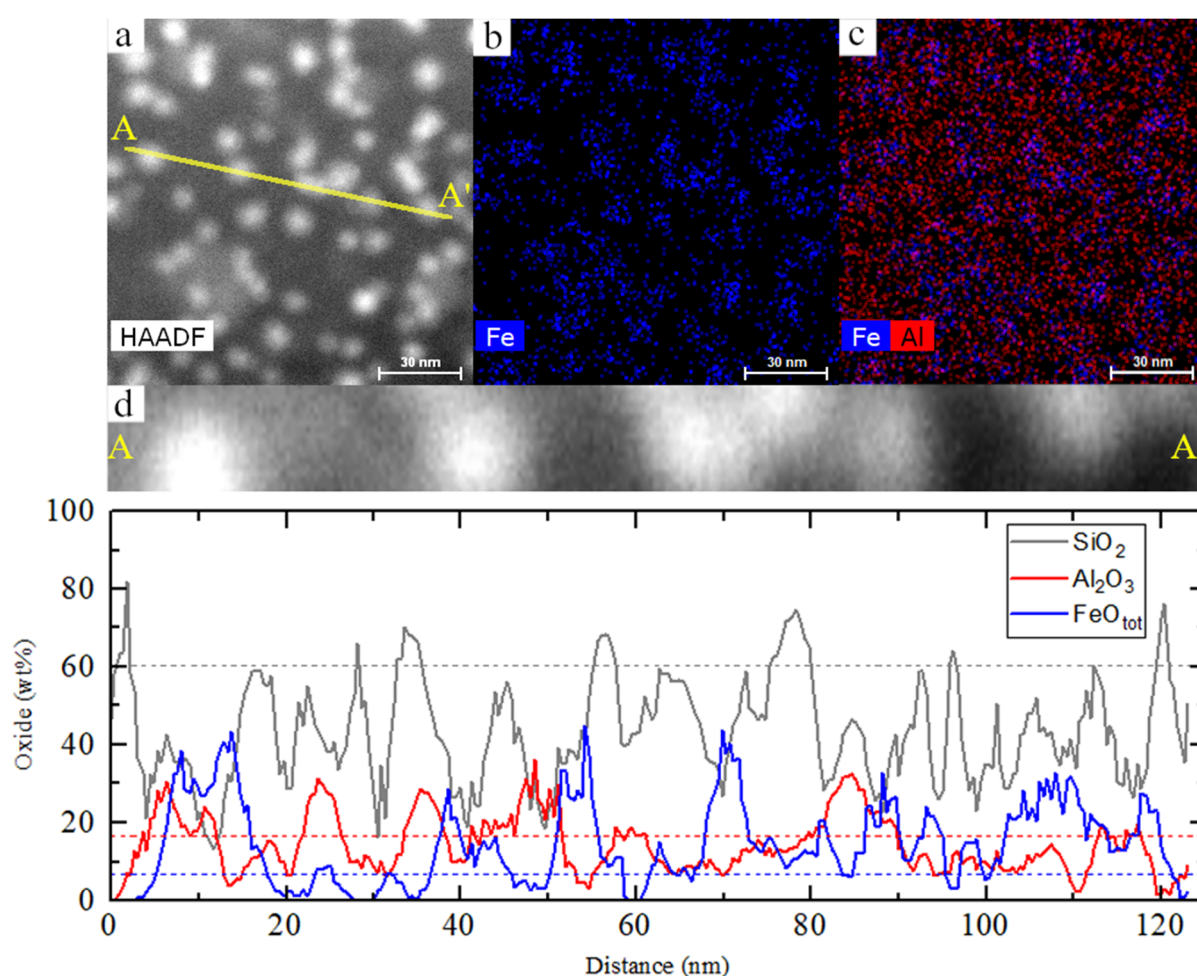 a
b
c
A
A'
HAADF
30 nm
Fe
30 nm
Fe Al
30 nm
d
A
A
100
80
60
40
20
0
Oxide (wt%)
SiO₂
Al₂O₃
FeOtot
0 20 40 60 80 100 120
Distance (nm)